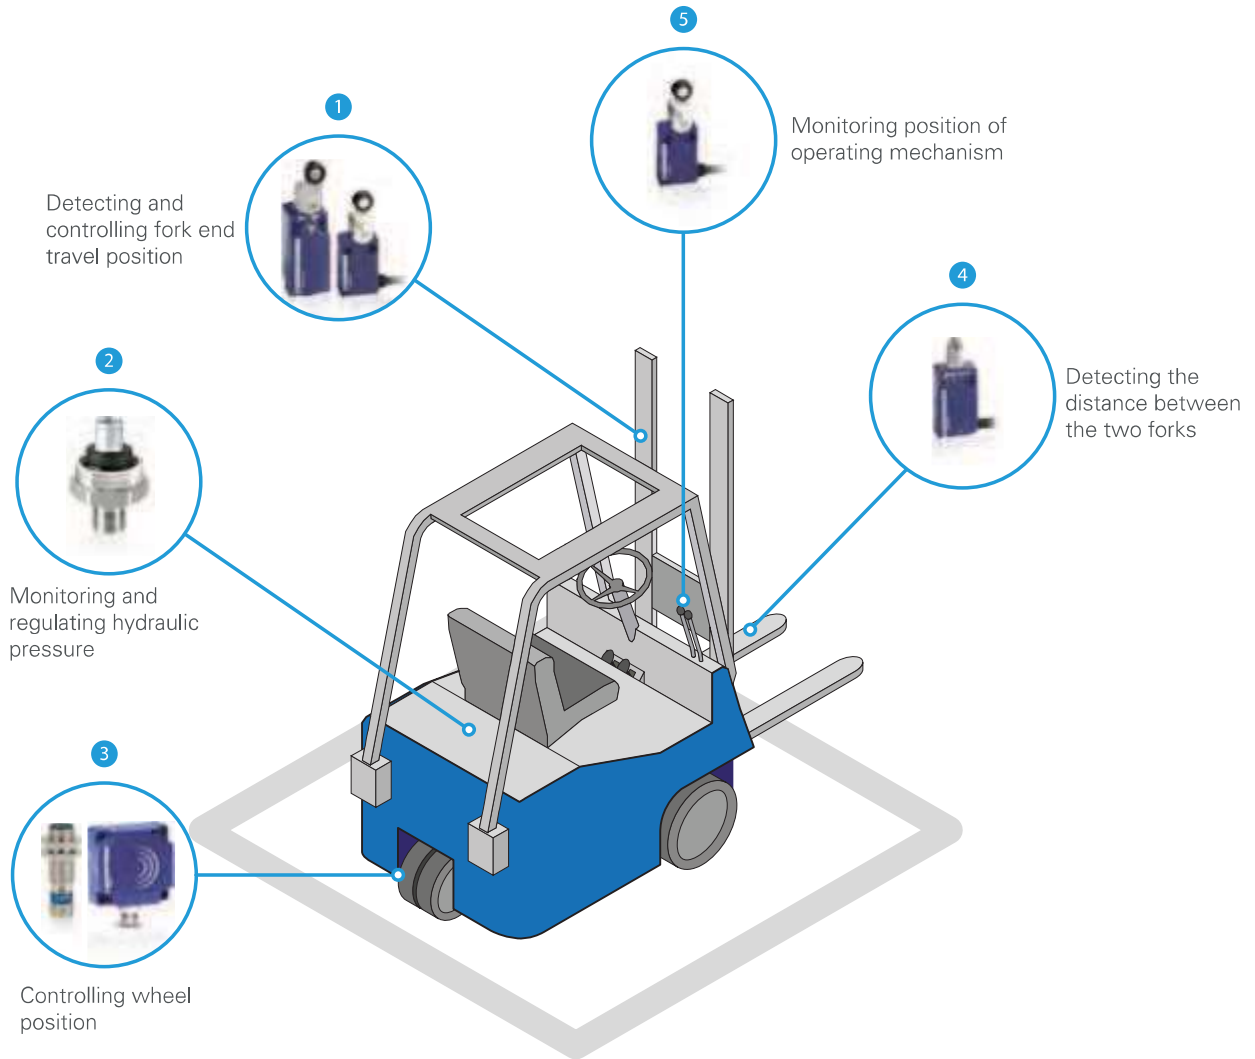 5
Monitoring position of
operating mechanism
1
Detecting and
controlling fork end
travel position
4
Detecting the
distance between
the two forks
2
Monitoring and
regulating hydraulic
pressure
3
Controlling wheel
position